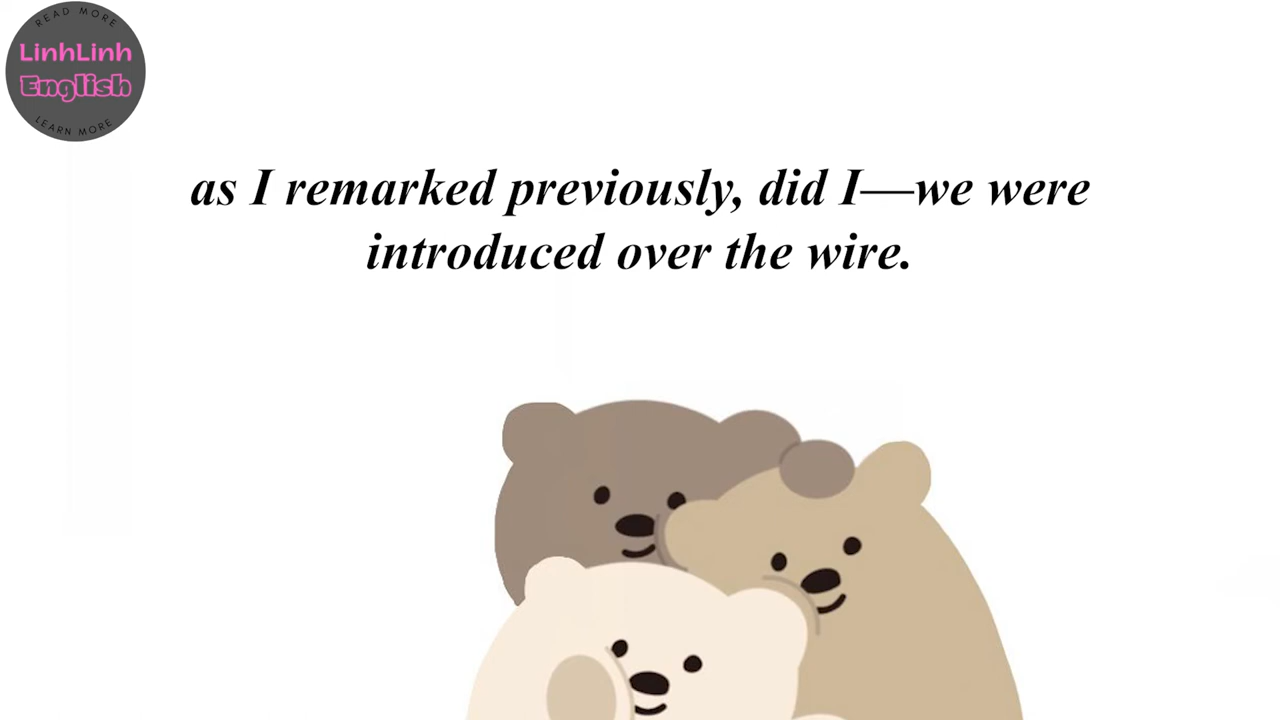 READ MORE
LinhLinh
English
LEARN MORE
as I remarked previously, did I—we were
introduced over the wire.